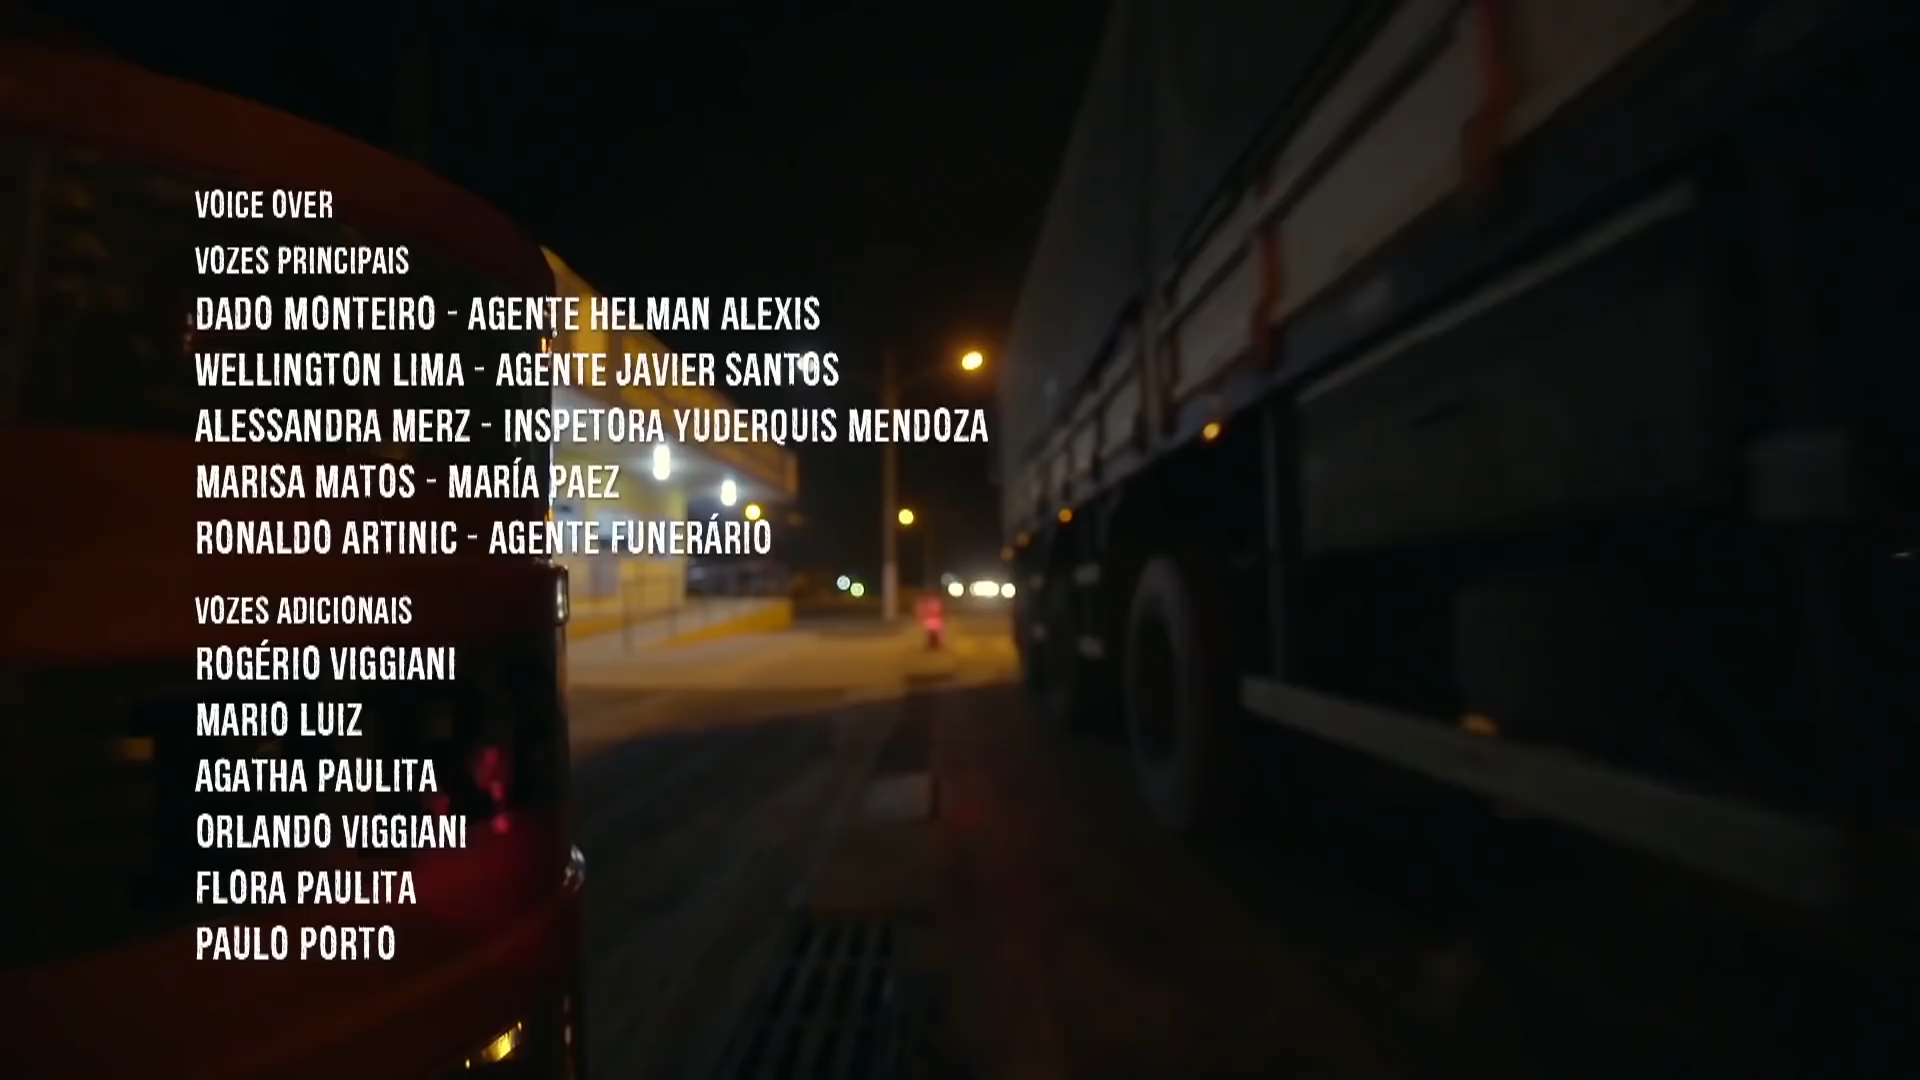 VOICE OVER
VOZES PRINCIPAIS
DADO MONTEIRO - AGENTE HELMAN ALEXIS
WELLINGTON LIMA - AGENTE JAVIER SANTOS
ALESSANDRA MERZ - INSPETORA YUDERQUIS MENDOZA
MARISA MATOS - MARÍA PAEZ
RONALDO ARTINIC - AGENTE FUNERÁRIO
VOZES ADICIONAIS
ROGÉRIO VIGGIANI
MARIO LUIZ
AGATHA PAULITA
ORLANDO VIGGIANI
FLORA PAULITA
PAULO PORTO